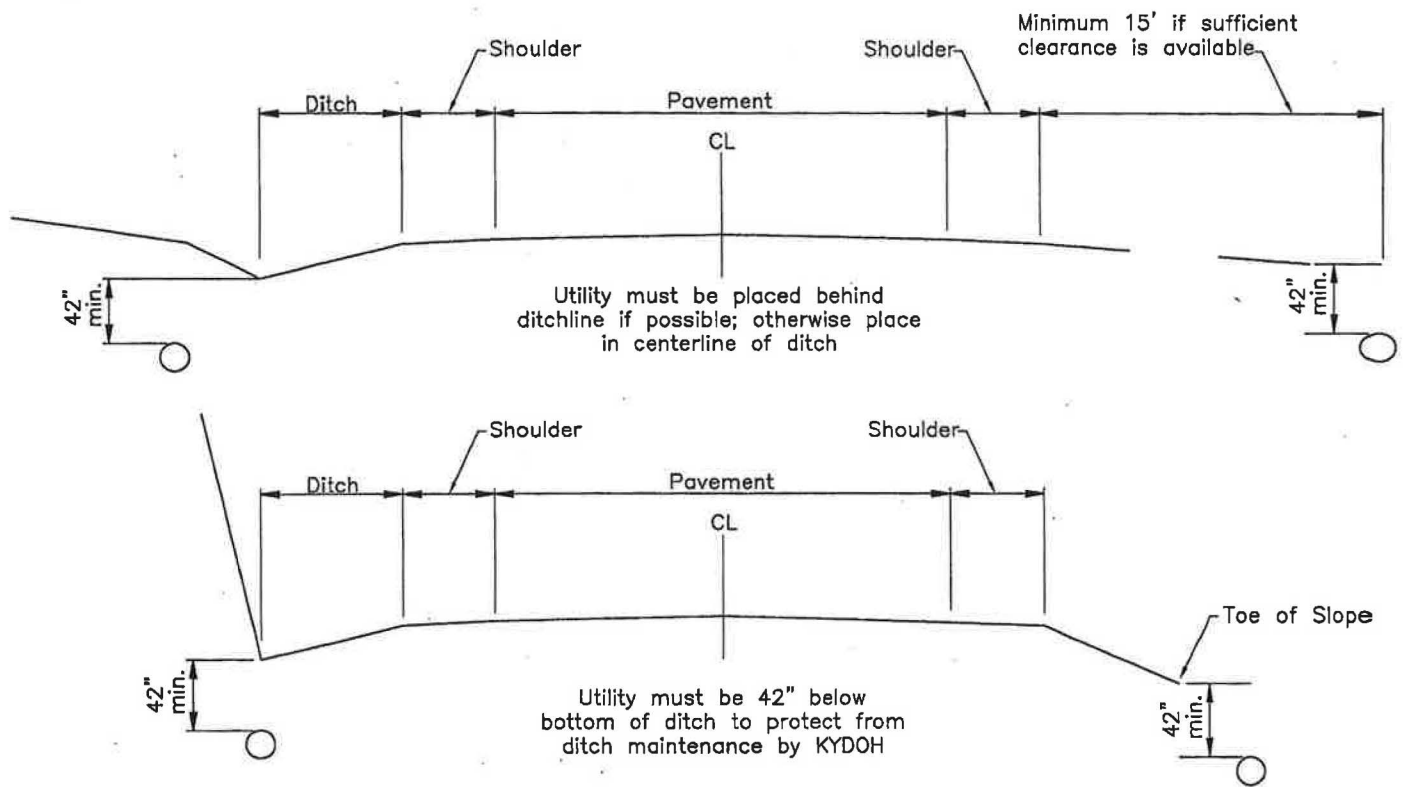 Minimum 15' if sufficient
clearance is available
Shoulder
Shoulder
Ditch
Pavement
CL
42"
min.
42"
min.
Utility must be placed behind
ditchline if possible; otherwise place
in centerline of ditch
Shoulder
Shoulder
Ditch
Pavement
CL
Toe of Slope
42"
min.
42"
min.
Utility must be 42" below
bottom of ditch to protect from
ditch maintenance by KYDOH